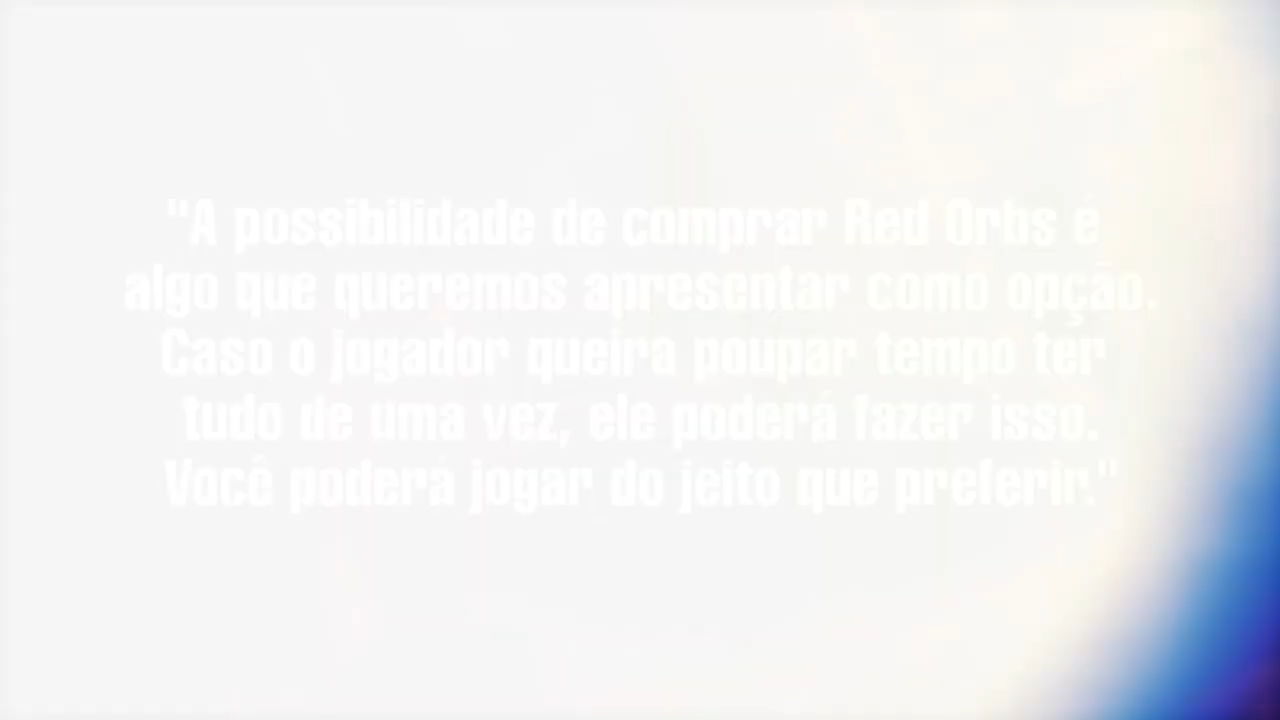 "A possibilidade de comprar Red Orbs é
algo que queremos apresentar como opção.
Caso o jogador queira poupar tempo ter
tudo de uma vez, ele poderá fazer isso.
Você poderá jogar do jeito que preferir."